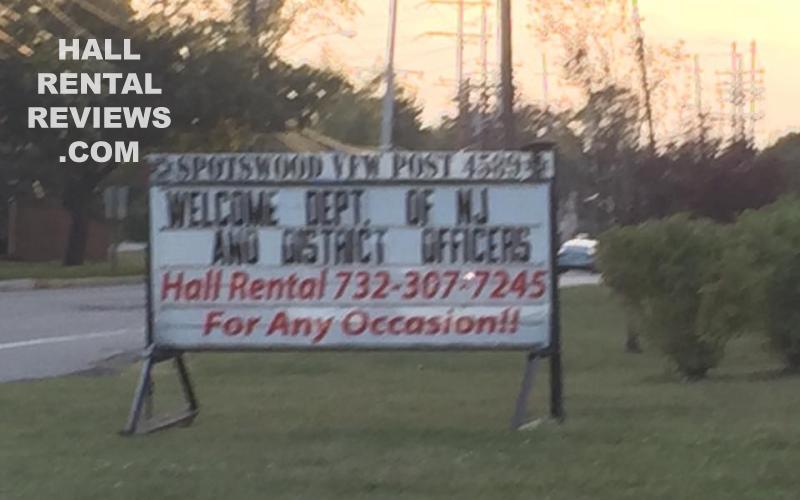 HALL
RENTAL
REVIEWS
.COM
SPOTSWOOD VFW POST 4589
WELCOME DEPT. OF NJ
AND DISTRICT OFFICERS
Hall Rental 732-307-7245
For Any Occasion!!